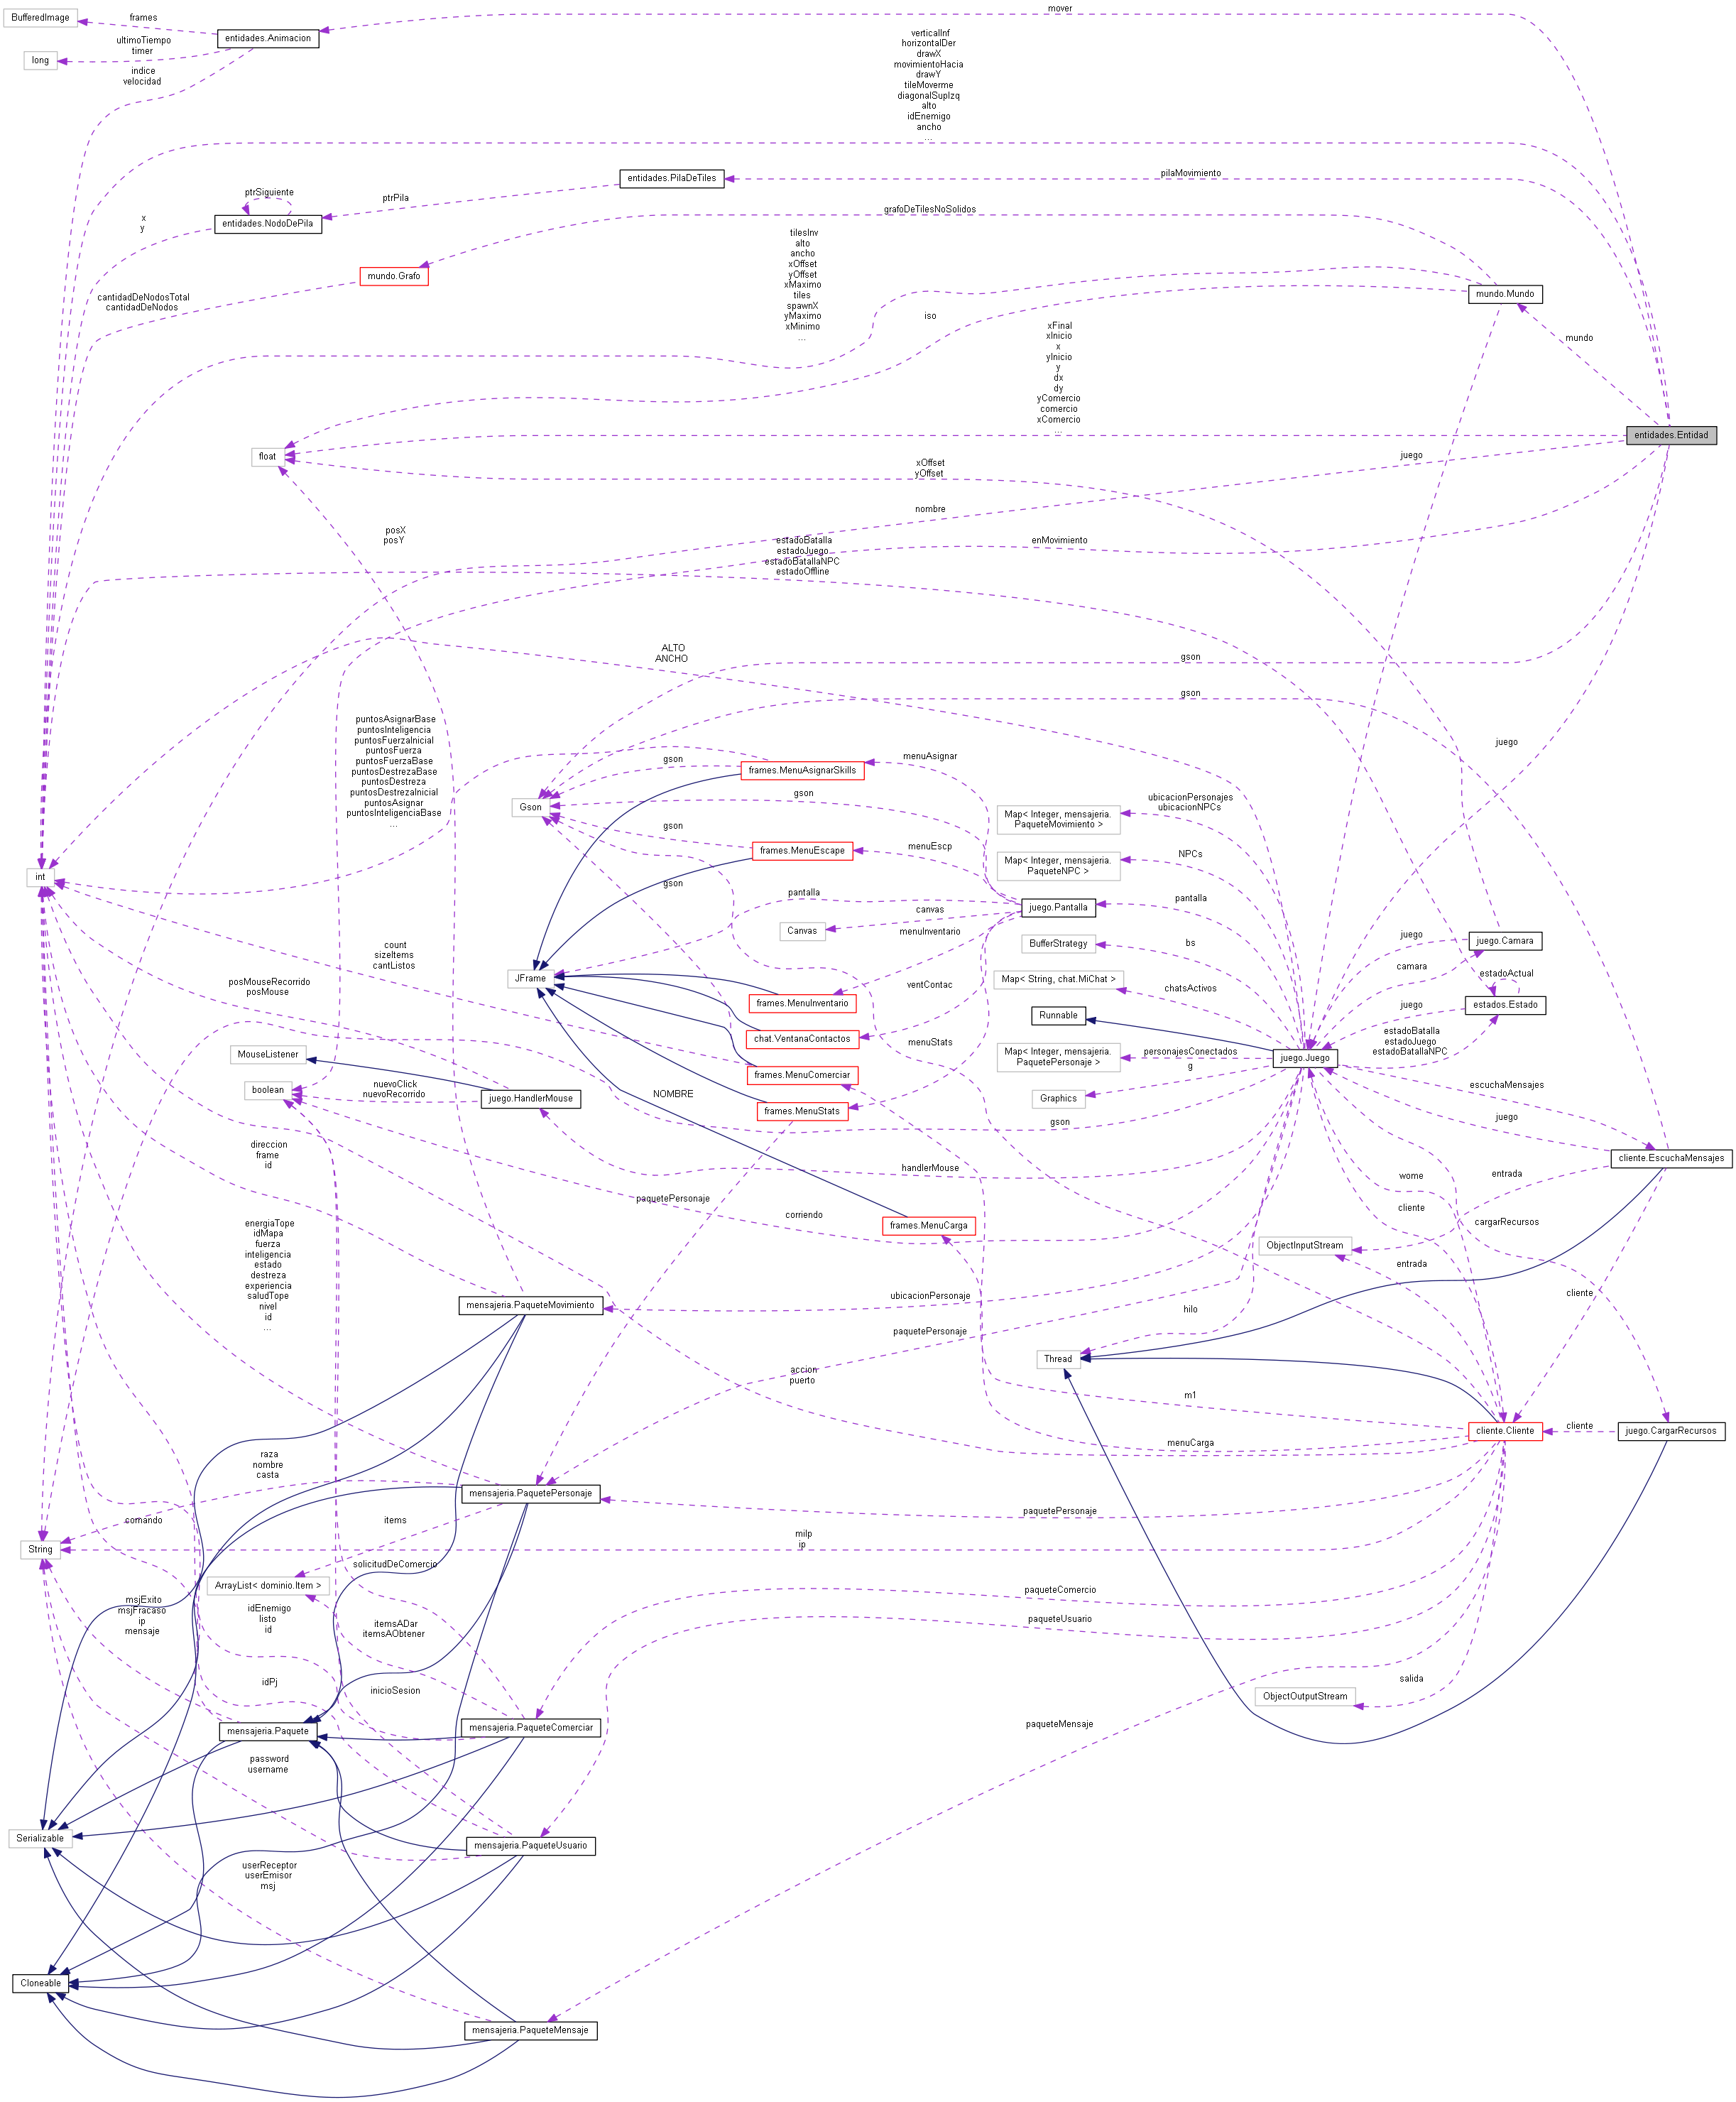 BufferedImage
frames
mover
entidades.Animacion
ultimoTiempo
timer
long
indice
velocidad
verticalInf
horizontalDer
drawX
movimientoHacia
drawY
tileMoverme
diagonalSupIzq
alto
idEnemigo
ancho
...
entidades.PilaDeTiles
pilaMovimiento
ptrSiguiente
ptrPila
entidades.NodoDePila
x
y
grafoDeTilesNoSolidos
mundo.Grafo
tilesInv
alto
ancho
xOffset
yOffset
xMaximo
tiles
spawnX
yMaximo
xMinimo
...
cantidadDeNodosTotal
cantidadDeNodos
mundo.Mundo
iso
mundo
xFinal
xInicio
x
yInicio
y
dx
dy
yComercio
comercio
xComercio
...
entidades.Entidad
float
juego
xOffset
yOffset
nombre
posX
posY
enMovimiento
estadoBatalla
estadoJuego
estadoBatallaNPC
estadoOffline
ALTO
ANCHO
gson
gson
puntosAsignarBase
puntosInteligencia
puntosFuerzaInicial
puntosFuerza
puntosFuerzaBase
puntosDestrezaBase
puntosDestreza
puntosDestrezaInicial
puntosAsignar
puntosInteligenciaBase
...
juego
menuAsignar
gson
frames.MenuAsignarSkills
gson
Gson
ubicacionPersonajes
ubicacionNPCs
Map< Integer, mensajeria.
PaqueteMovimiento >
gson
frames.MenuEscape
menuEscp
NPCs
Map< Integer, mensajeria.
PaqueteNPC >
int
gson
pantalla
juego.Pantalla
pantalla
canvas
Canvas
menuInventario
bs
BufferStrategy
juego
juego.Camara
camara
count
sizeItems
cantListos
JFrame
posMouseRecorrido
posMouse
frames.MenuInventario
ventContac
Map< String, chat.MiChat >
chatsActivos
estadoActual
estados.Estado
juego
Runnable
chat.VentanaContactos
menuStats
estadoBatalla
estadoJuego
estadoBatallaNPC
MouseListener
Map< Integer, mensajeria.
PaquetePersonaje >
personajesConectados
g
juego.Juego
frames.MenuComerciar
boolean
nuevoClick
nuevoRecorrido
juego.HandlerMouse
NOMBRE
Graphics
escuchaMensajes
frames.MenuStats
gson
juego
direccion
frame
id
handlerMouse
entrada
cliente.EscuchaMensajes
wome
paquetePersonaje
cliente
corriendo
frames.MenuCarga
cargarRecursos
energiaTope
idMapa
fuerza
inteligencia
estado
destreza
experiencia
saludTope
nivel
id
...
ObjectInputStream
entrada
mensajeria.PaqueteMovimiento
ubicacionPersonaje
cliente
hilo
paquetePersonaje
Thread
accion
puerto
m1
menuCarga
cliente.Cliente
cliente
juego.CargarRecursos
raza
nombre
casta
mensajeria.PaquetePersonaje
paquetePersonaje
comando
items
milp
ip
String
solicitudDeComercio
ArrayList< dominio.Item >
paqueteComercio
msjExito
msjFracaso
ip
mensaje
idEnemigo
listo
id
itemsADar
itemsAObtener
paqueteUsuario
idPj
inicioSesion
salida
ObjectOutputStream
mensajeria.Paquete
mensajeria.PaqueteComerciar
paqueteMensaje
password
username
Serializable
mensajeria.PaqueteUsuario
userReceptor
userEmisor
msj
Cloneable
mensajeria.PaqueteMensaje